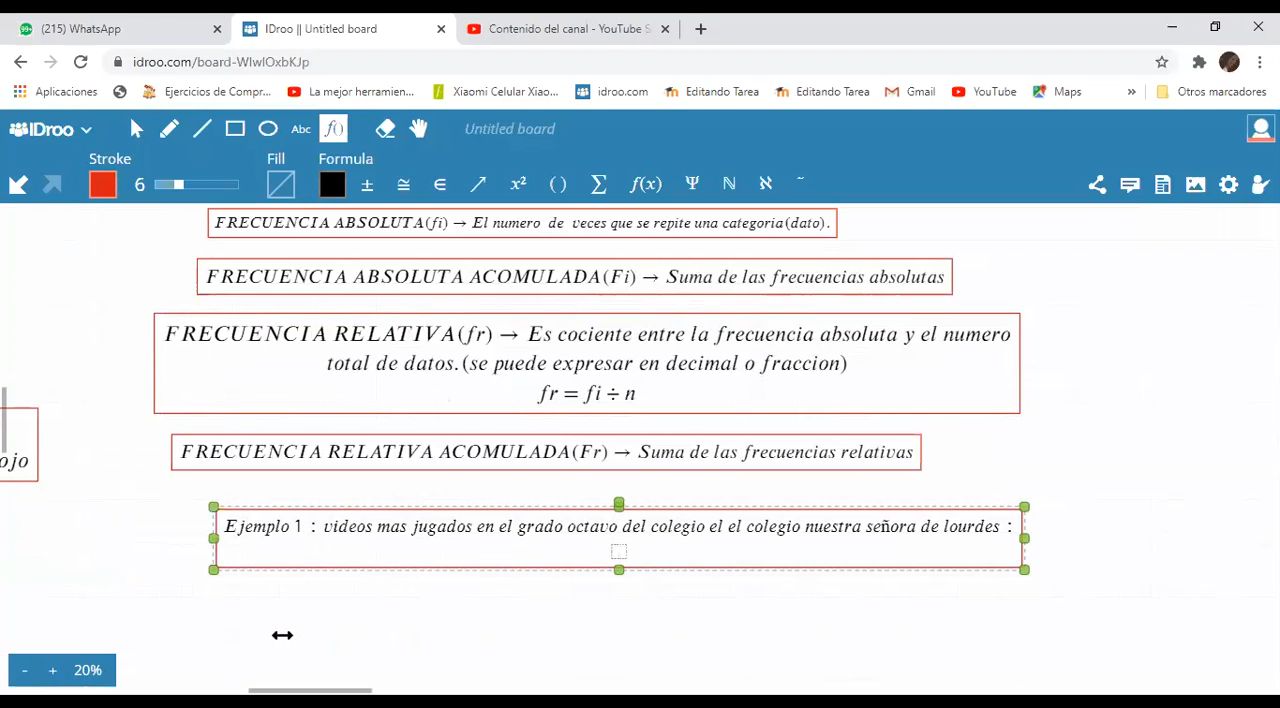 99+ (215) WhatsApp
IDroo || Untitled board
Contenido del canal - YouTube S
idroo.com/board-WlwlOxbKJp
Aplicaciones
Ejercicios de Compr...
La mejor herramien...
Xiaomi Celular Xiao...
idroo.com
Editando Tarea
Editando Tarea
Gmail
YouTube
Maps
»
Otros marcadores
IDroo
Abc
f()
Untitled board
Stroke
6
Fill
Formula
± ≅ ∈ x² ( ) ∑ f(x) Ψ ℕ ℵ ~
FRECUENCIA ABSOLUTA(fi) → El numero de veces que se repite una categoria(dato).
FRECUENCIA ABSOLUTA ACOMULADA(Fi) → Suma de las frecuencias absolutas
FRECUENCIA RELATIVA(fr) → Es cociente entre la frecuencia absoluta y el numero
total de datos.(se puede expresar en decimal o fraccion)
fr = fi ÷ n
FRECUENCIA RELATIVA ACOMULADA(Fr) → Suma de las frecuencias relativas
ojo
Ejemplo 1 : videos mas jugados en el grado octavo del colegio el el colegio nuestra señora de lourdes :
- + 20%